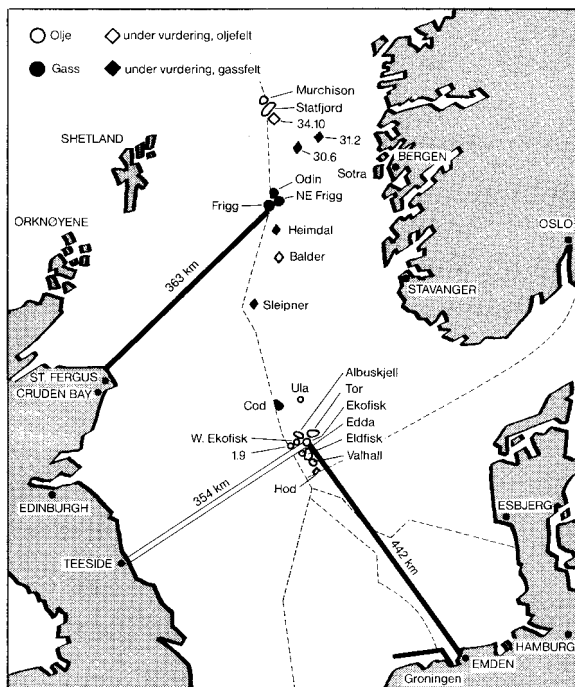 Olje
under vurdering, oljefelt
Gass
under vurdering, gassfelt
Murchison
Statfjord
34.10
SHETLAND
31.2
30.6
BERGEN
Sotra
Odin
NE Frigg
Frigg
ORKNØYENE
OSLO
Heimdal
Balder
363 km
STAVANGER
Sleipner
Albuskjell
ST. FERGUS
Tor
CRUDEN BAY
Ula
Ekofisk
Cod
Edda
W. Ekofisk
Eldfisk
1.9
Valhall
354 km
Hod
EDINBURGH
ESBJERG
442 km
TEESIDE
HAMBURG
EMDEN
Groningen